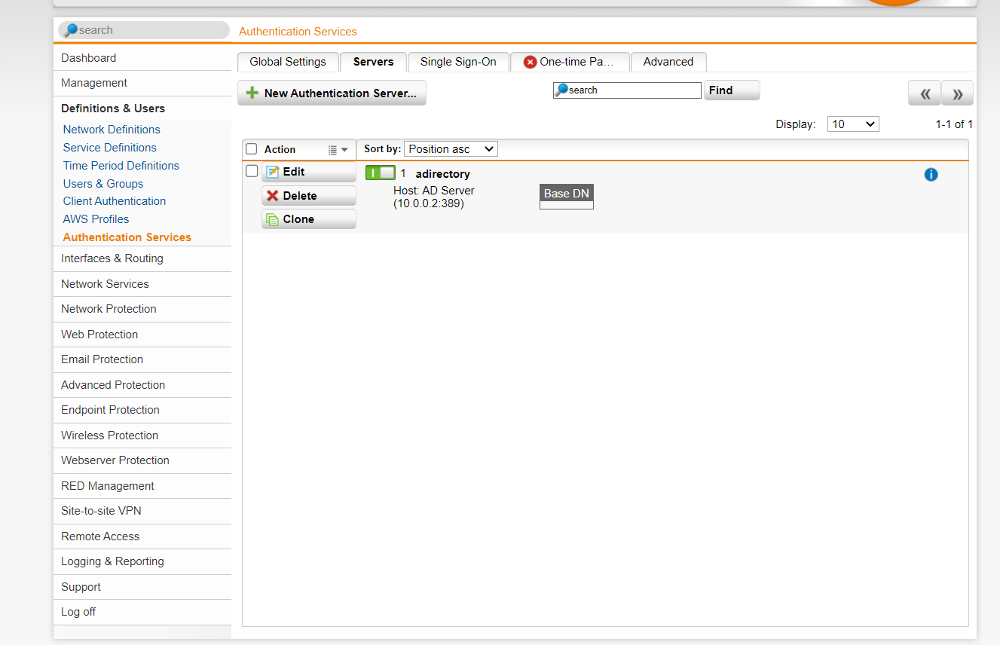 search
Authentication Services
Dashboard
Management
Definitions & Users
Network Definitions
Service Definitions
Time Period Definitions
Users & Groups
Client Authentication
AWS Profiles
Authentication Services
Interfaces & Routing
Network Services
Network Protection
Web Protection
Email Protection
Advanced Protection
Endpoint Protection
Wireless Protection
Webserver Protection
RED Management
Site-to-site VPN
Remote Access
Logging & Reporting
Support
Log off
Global Settings Servers Single Sign-On One-time Pa... Advanced
New Authentication Server... search Find « »
Display: 10 1-1 of 1
Action Sort by: Position asc
Edit 1 adirectory
Delete Host: AD Server Base DN
(10.0.0.2:389)
Clone